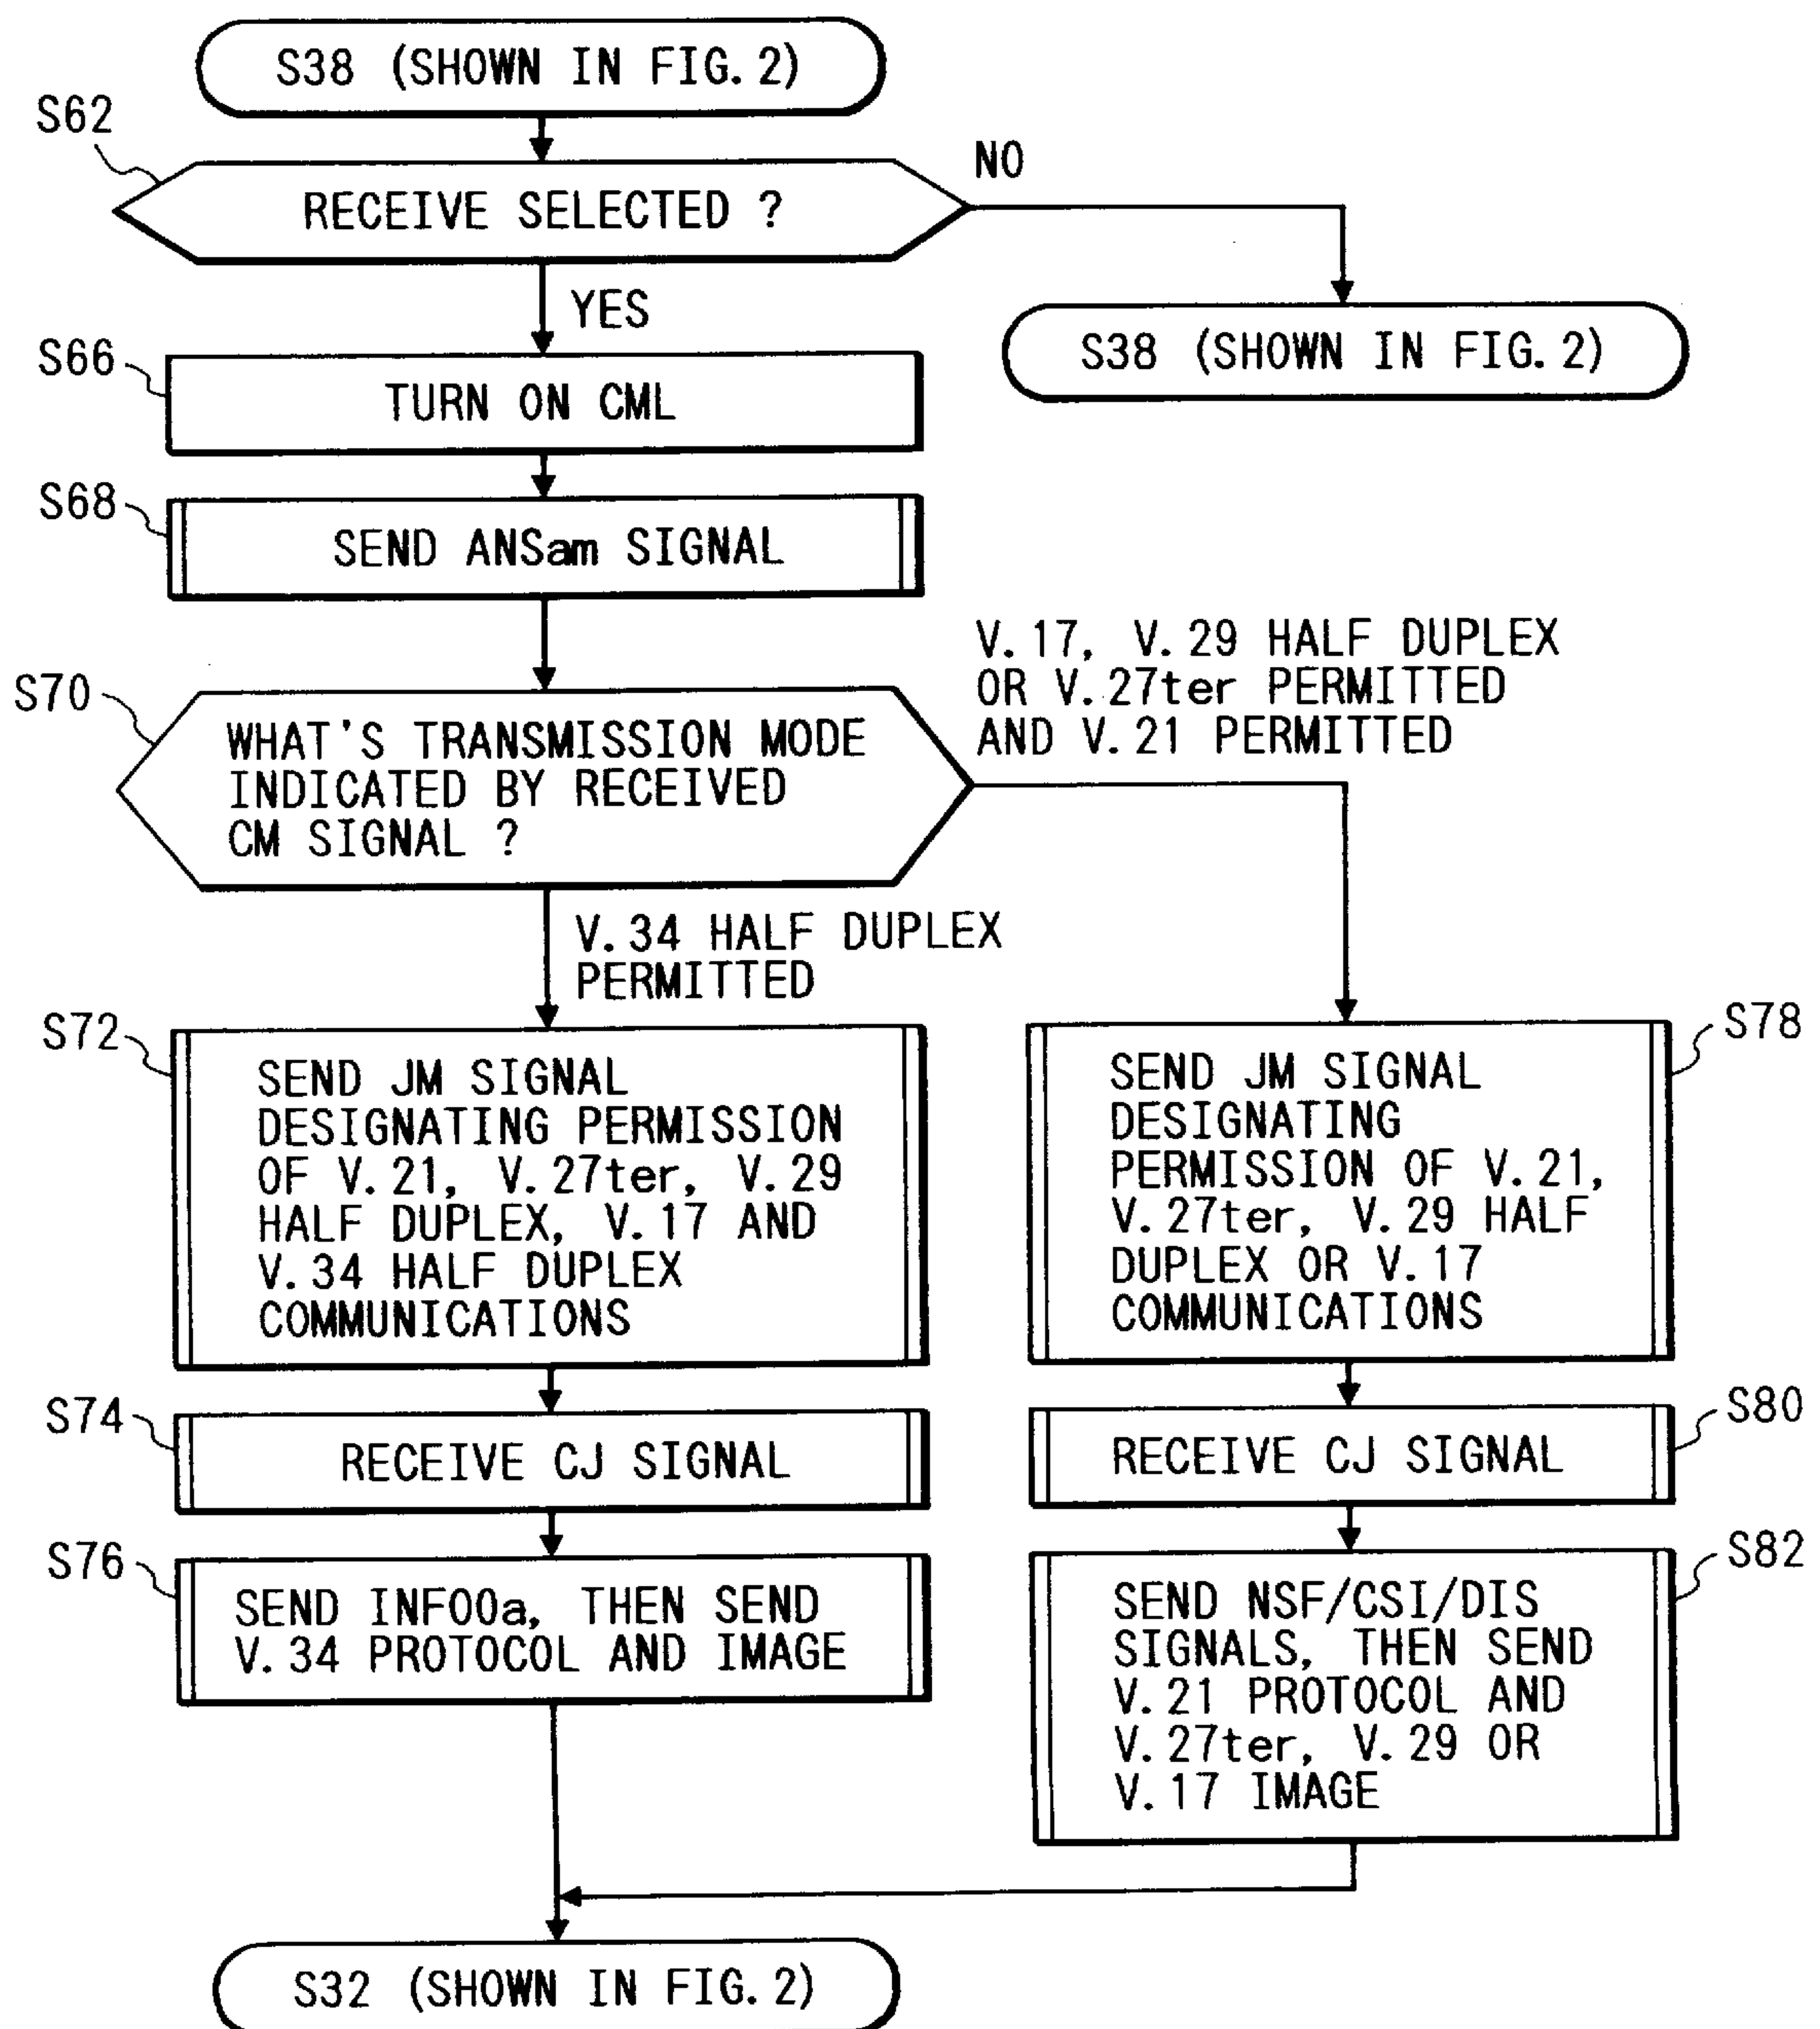 S38 (SHOWN IN FIG. 2)
S62
RECEIVE SELECTED ?
NO
YES
S38 (SHOWN IN FIG. 2)
S66
TURN ON CML
S68
SEND ANSam SIGNAL
S70
WHAT'S TRANSMISSION MODE
INDICATED BY RECEIVED
CM SIGNAL ?
V. 17, V. 29 HALF DUPLEX
OR V. 27ter PERMITTED
AND V. 21 PERMITTED
V. 34 HALF DUPLEX
PERMITTED
S72
SEND JM SIGNAL
DESIGNATING PERMISSION
OF V. 21, V. 27ter, V. 29
HALF DUPLEX, V. 17 AND
V. 34 HALF DUPLEX
COMMUNICATIONS
S78
SEND JM SIGNAL
DESIGNATING
PERMISSION OF V. 21,
V. 27ter, V. 29 HALF
DUPLEX OR V. 17
COMMUNICATIONS
S74
RECEIVE CJ SIGNAL
S80
RECEIVE CJ SIGNAL
S76
SEND INFO0a, THEN SEND
V. 34 PROTOCOL AND IMAGE
S82
SEND NSF/CSI/DIS
SIGNALS, THEN SEND
V. 21 PROTOCOL AND
V. 27ter, V. 29 OR
V. 17 IMAGE
S32 (SHOWN IN FIG. 2)